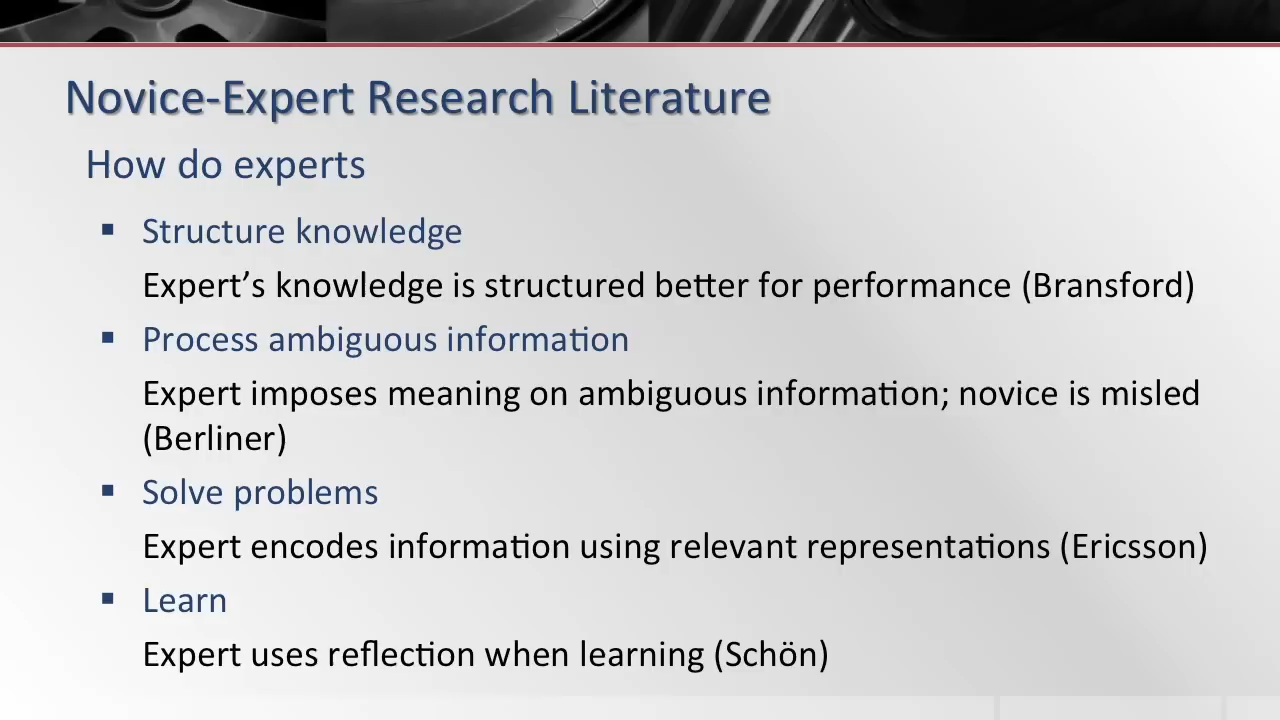 Novice-Expert Research Literature
How do experts
▪ Structure knowledge
Expert’s knowledge is structured better for performance (Bransford)
▪ Process ambiguous information
Expert imposes meaning on ambiguous information; novice is misled
(Berliner)
▪ Solve problems
Expert encodes information using relevant representations (Ericsson)
▪ Learn
Expert uses reflection when learning (Schön)